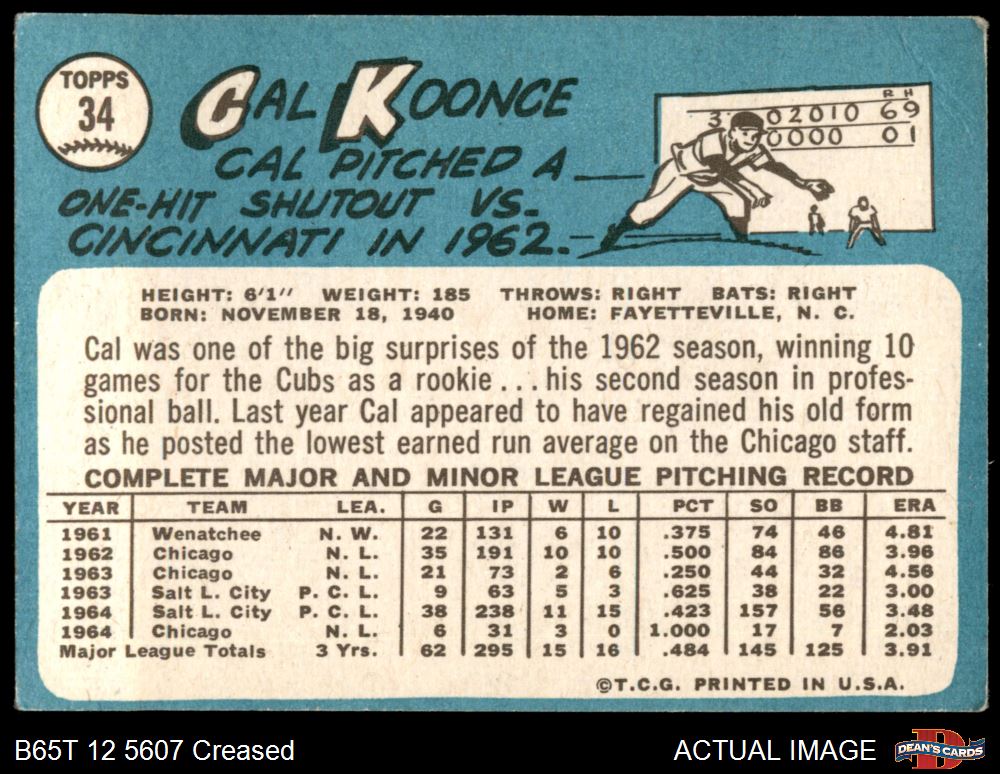 TOPPS
34
CAL KOONCE
CAL PITCHED A
ONE-HIT SHUTOUT VS.
CINCINNATI IN 1962.
R H
3 02010 6 9
0000 0 1
HEIGHT: 6'1" WEIGHT: 185 THROWS: RIGHT BATS: RIGHT
BORN: NOVEMBER 18, 1940 HOME: FAYETTEVILLE, N. C.
Cal was one of the big surprises of the 1962 season, winning 10
games for the Cubs as a rookie . . . his second season in profes-
sional ball. Last year Cal appeared to have regained his old form
as he posted the lowest earned run average on the Chicago staff.
COMPLETE MAJOR AND MINOR LEAGUE PITCHING RECORD
YEAR TEAM LEA. G IP W L PCT SO BB ERA
1961 Wenatchee N. W. 22 131 6 10 .375 74 46 4.81
1962 Chicago N. L. 35 191 10 10 .500 84 86 3.96
1963 Chicago N. L. 21 73 2 6 .250 44 32 4.56
1963 Salt L. City P. C. L. 9 63 5 3 .625 38 22 3.00
1964 Salt L. City P. C. L. 38 238 11 15 .423 157 56 3.48
1964 Chicago N. L. 6 31 3 0 1.000 17 7 2.03
Major League Totals 3 Yrs. 62 295 15 16 .484 145 125 3.91
©T.C.G. PRINTED IN U.S.A.
B65T 12 5607 Creased
ACTUAL IMAGE
D
DEAN'S CARDS